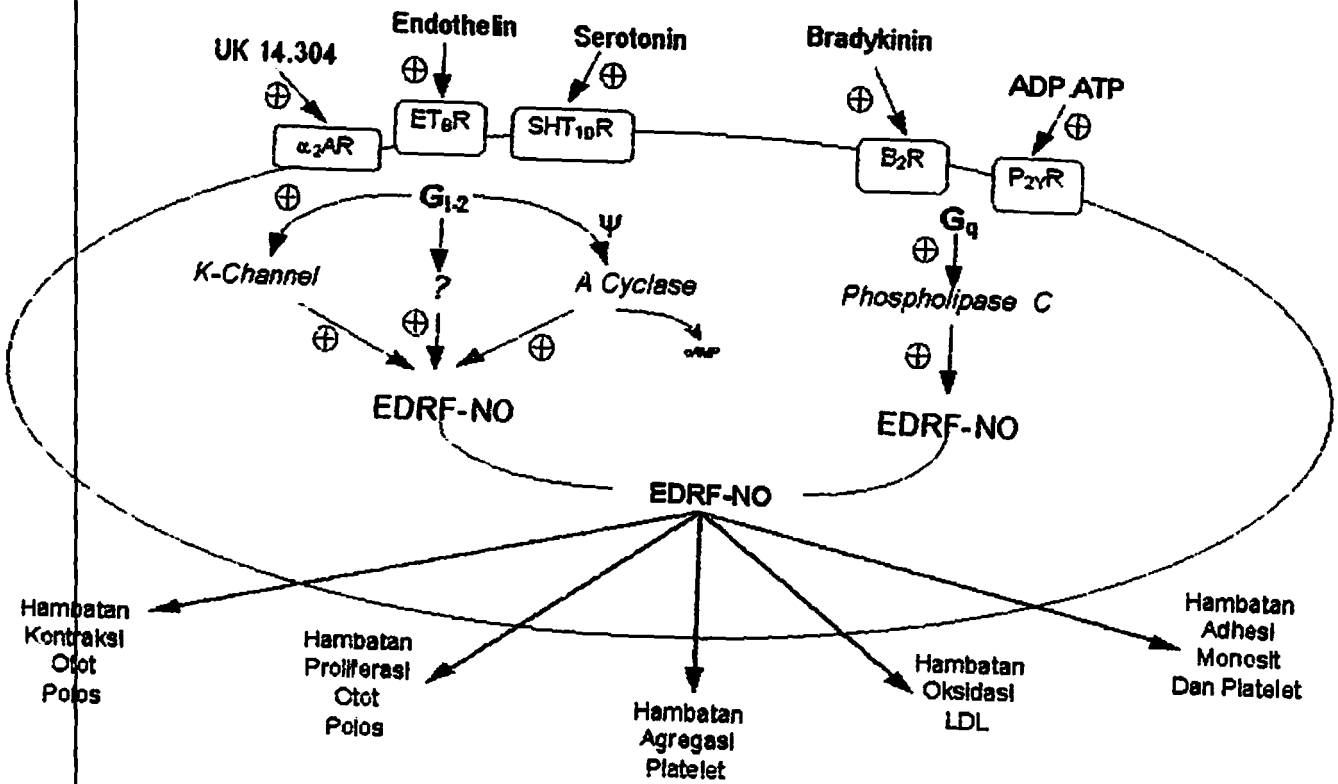 UK 14.304
Endothelin
Serotonin
Bradykinin
ADP.ATP
⊕
⊕
⊕
⊕
⊕
α₂AR
ETBR
SHT₁DR
B₂R
P₂YR
⊕
Gi-2
Ψ
Gq
⊕
K-Channel
?
A Cyclase
Phospholipase C
⊕
⊕
⊕
cAMP
⊕
EDRF-NO
EDRF-NO
EDRF-NO
Hambatan
Kontraksi
Otot
Polos
Hambatan
Proliferasi
Otot
Polos
Hambatan
Agregasi
Platelet
Hambatan
Oksidasi
LDL
Hambatan
Adhesi
Monosit
Dan Platelet